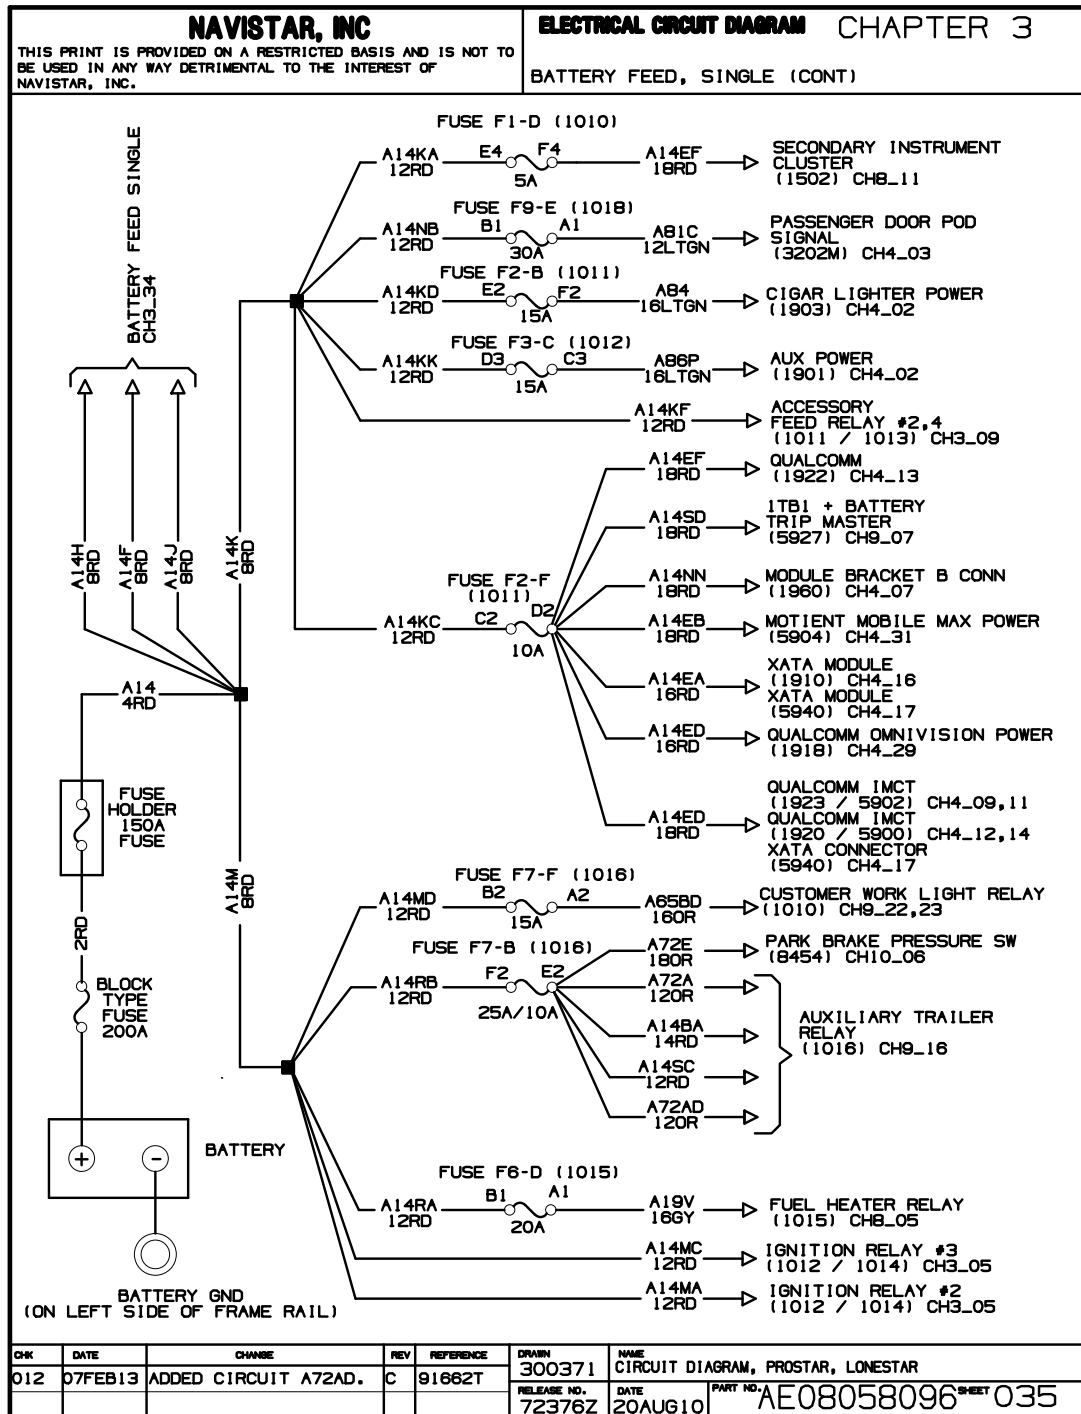 NAVISTAR, INC
THIS PRINT IS PROVIDED ON A RESTRICTED BASIS AND IS NOT TO
BE USED IN ANY WAY DETRIMENTAL TO THE INTEREST OF
NAVISTAR, INC.
ELECTRICAL CIRCUIT DIAGRAM CHAPTER 3
BATTERY FEED, SINGLE (CONT)
BATTERY FEED SINGLE
CH3_34
FUSE F1-D (1010)
A14KA
12RD
E4 F4
5A
A14EF
18RD
SECONDARY INSTRUMENT
CLUSTER
(1502) CH8_11
FUSE F9-E (1018)
A14NB
12RD
B1 A1
30A
A81C
12LTGN
PASSENGER DOOR POD
SIGNAL
(3202M) CH4_03
FUSE F2-B (1011)
A14KD
12RD
E2 F2
15A
A84
16LTGN
CIGAR LIGHTER POWER
(1903) CH4_02
FUSE F3-C (1012)
A14KK
12RD
D3 C3
15A
A86P
16LTGN
AUX POWER
(1901) CH4_02
A14KF
12RD
ACCESSORY
FEED RELAY #2,4
(1011 / 1013) CH3_09
A14EF
18RD
QUALCOMM
(1922) CH4_13
A14SD
18RD
1TB1 + BATTERY
TRIP MASTER
(5927) CH9_07
A14H
8RD
A14F
8RD
A14J
8RD
A14K
8RD
FUSE F2-F
(1011)
A14KC
12RD
C2 D2
10A
A14NN
18RD
MODULE BRACKET B CONN
(1960) CH4_07
A14EB
18RD
MOTIENT MOBILE MAX POWER
(5904) CH4_31
A14EA
16RD
XATA MODULE
(1910) CH4_16
XATA MODULE
(5940) CH4_17
A14ED
16RD
QUALCOMM OMNIVISION POWER
(1918) CH4_29
A14ED
18RD
QUALCOMM IMCT
(1923 / 5902) CH4_09,11
QUALCOMM IMCT
(1920 / 5900) CH4_12,14
XATA CONNECTOR
(5940) CH4_17
A14
4RD
FUSE
HOLDER
150A
FUSE
A14M
8RD
2RD
BLOCK
TYPE
FUSE
200A
FUSE F7-F (1016)
A14MD
12RD
B2 A2
15A
A65BD
16OR
CUSTOMER WORK LIGHT RELAY
(1010) CH9_22,23
FUSE F7-B (1016)
A14RB
12RD
F2 E2
25A/10A
A72E
18OR
PARK BRAKE PRESSURE SW
(8454) CH10_06
A72A
12OR
A14BA
14RD
A14SC
12RD
A72AD
12OR
AUXILIARY TRAILER
RELAY
(1016) CH9_16
+ -
BATTERY
FUSE F6-D (1015)
A14RA
12RD
B1 A1
20A
A19V
16GY
FUEL HEATER RELAY
(1015) CH8_05
A14MC
12RD
IGNITION RELAY #3
(1012 / 1014) CH3_05
A14MA
12RD
IGNITION RELAY #2
(1012 / 1014) CH3_05
BATTERY GND
(ON LEFT SIDE OF FRAME RAIL)
CHK DATE CHANGE REV REFERENCE
012 07FEB13 ADDED CIRCUIT A72AD. C 91662T
DRAWN
300371
NAME
CIRCUIT DIAGRAM, PROSTAR, LONESTAR
RELEASE NO.
72376Z
DATE
20AUG10
PART NO. AE08058096 SHEET 035